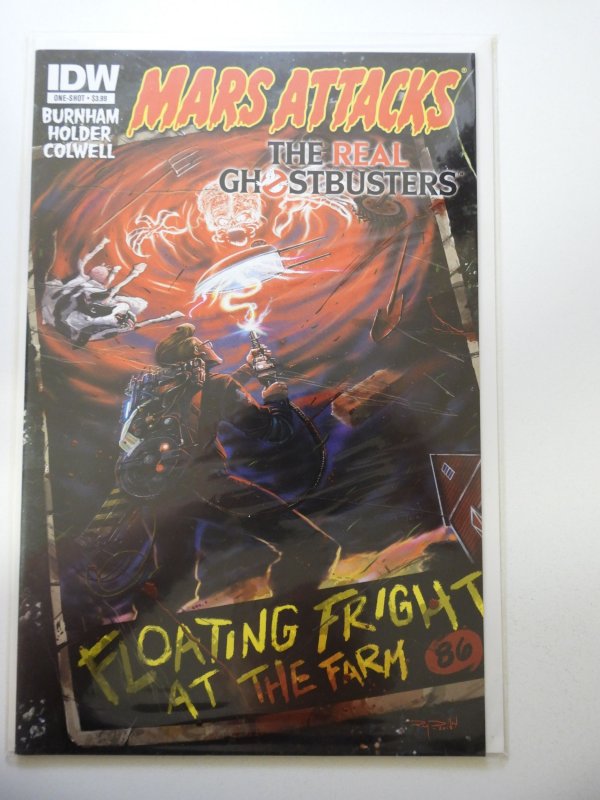 IDW
ONE-SHOT • $3.99
BURNHAM
HOLDER
COLWELL
MARS ATTACKS
THE REAL
GHOSTBUSTERS
FLOATING FRIGHT
AT THE FARM
86